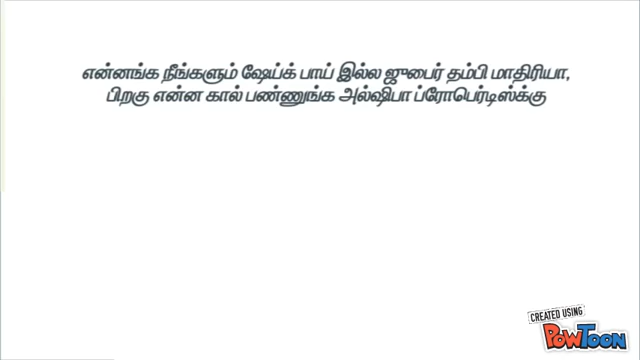 என்னங்க நீங்களும் ஷேய்க் பாய் இல்ல ஜுபைர் தம்பி மாதிரியா,
பிறகு என்ன கால் பண்ணுங்க அல்ஷிபா ப்ரோபெர்டிஸ்க்கு
CREATED USING
PowToon